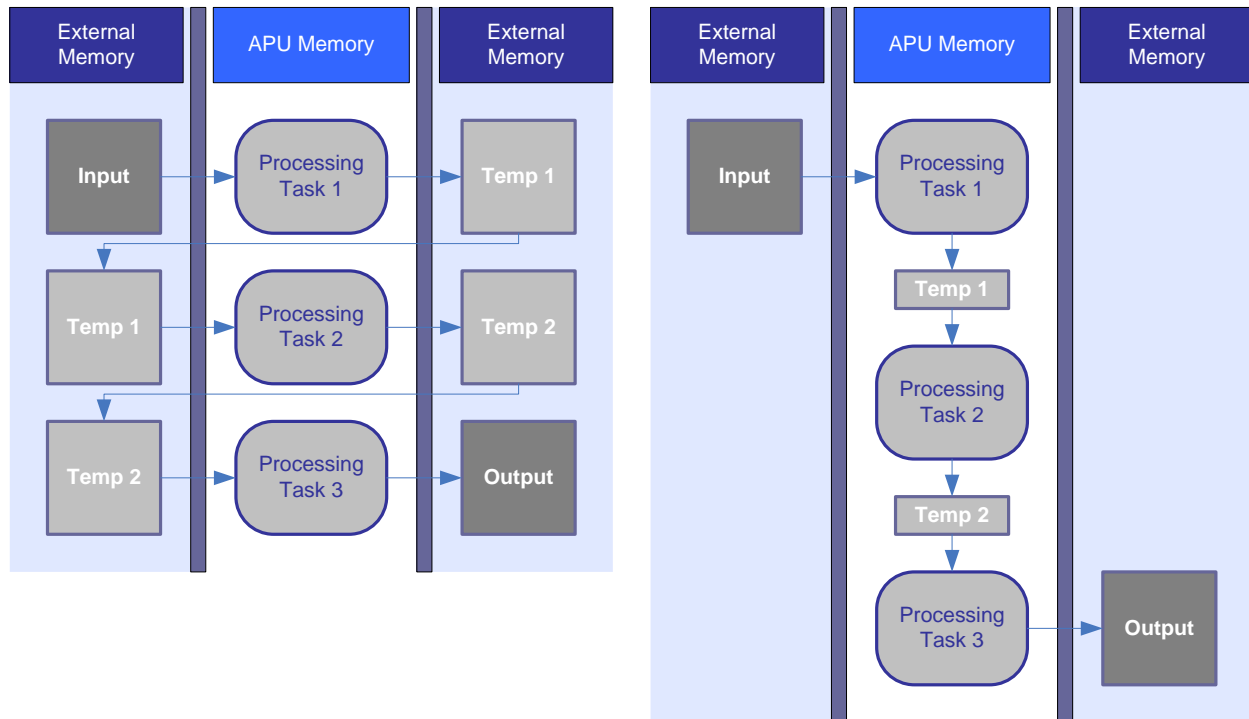 External
Memory
APU Memory
External
Memory
Input
Processing
Task 1
Temp 1
Temp 1
Processing
Task 2
Temp 2
Temp 2
Processing
Task 3
Output
External
Memory
APU Memory
External
Memory
Input
Processing
Task 1
Temp 1
Processing
Task 2
Temp 2
Processing
Task 3
Output